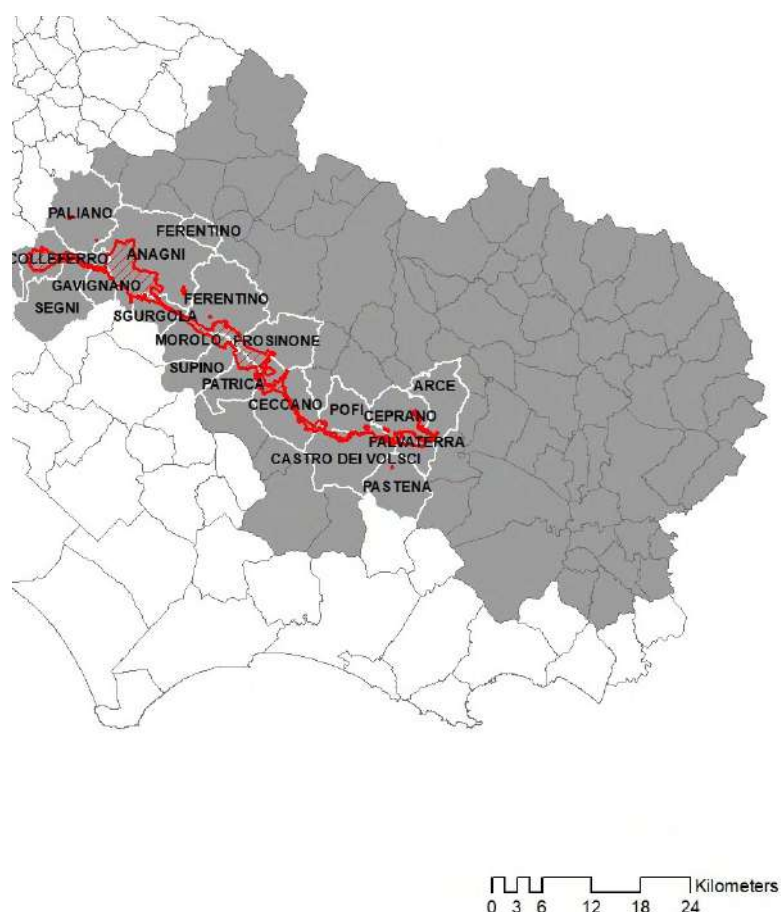 PALIANO
FERENTINO
COLLEFERRO
ANAGNI
GAVIGNANO
FERENTINO
SEGNI
SGURGOLA
MOROLO
FROSINONE
SUPINO
PATRICA
ARCE
CECCANO
POFI
CEPRANO
FALVATERRA
CASTRO DEI VOLSCI
PASTENA
Kilometers
0 3 6 12 18 24